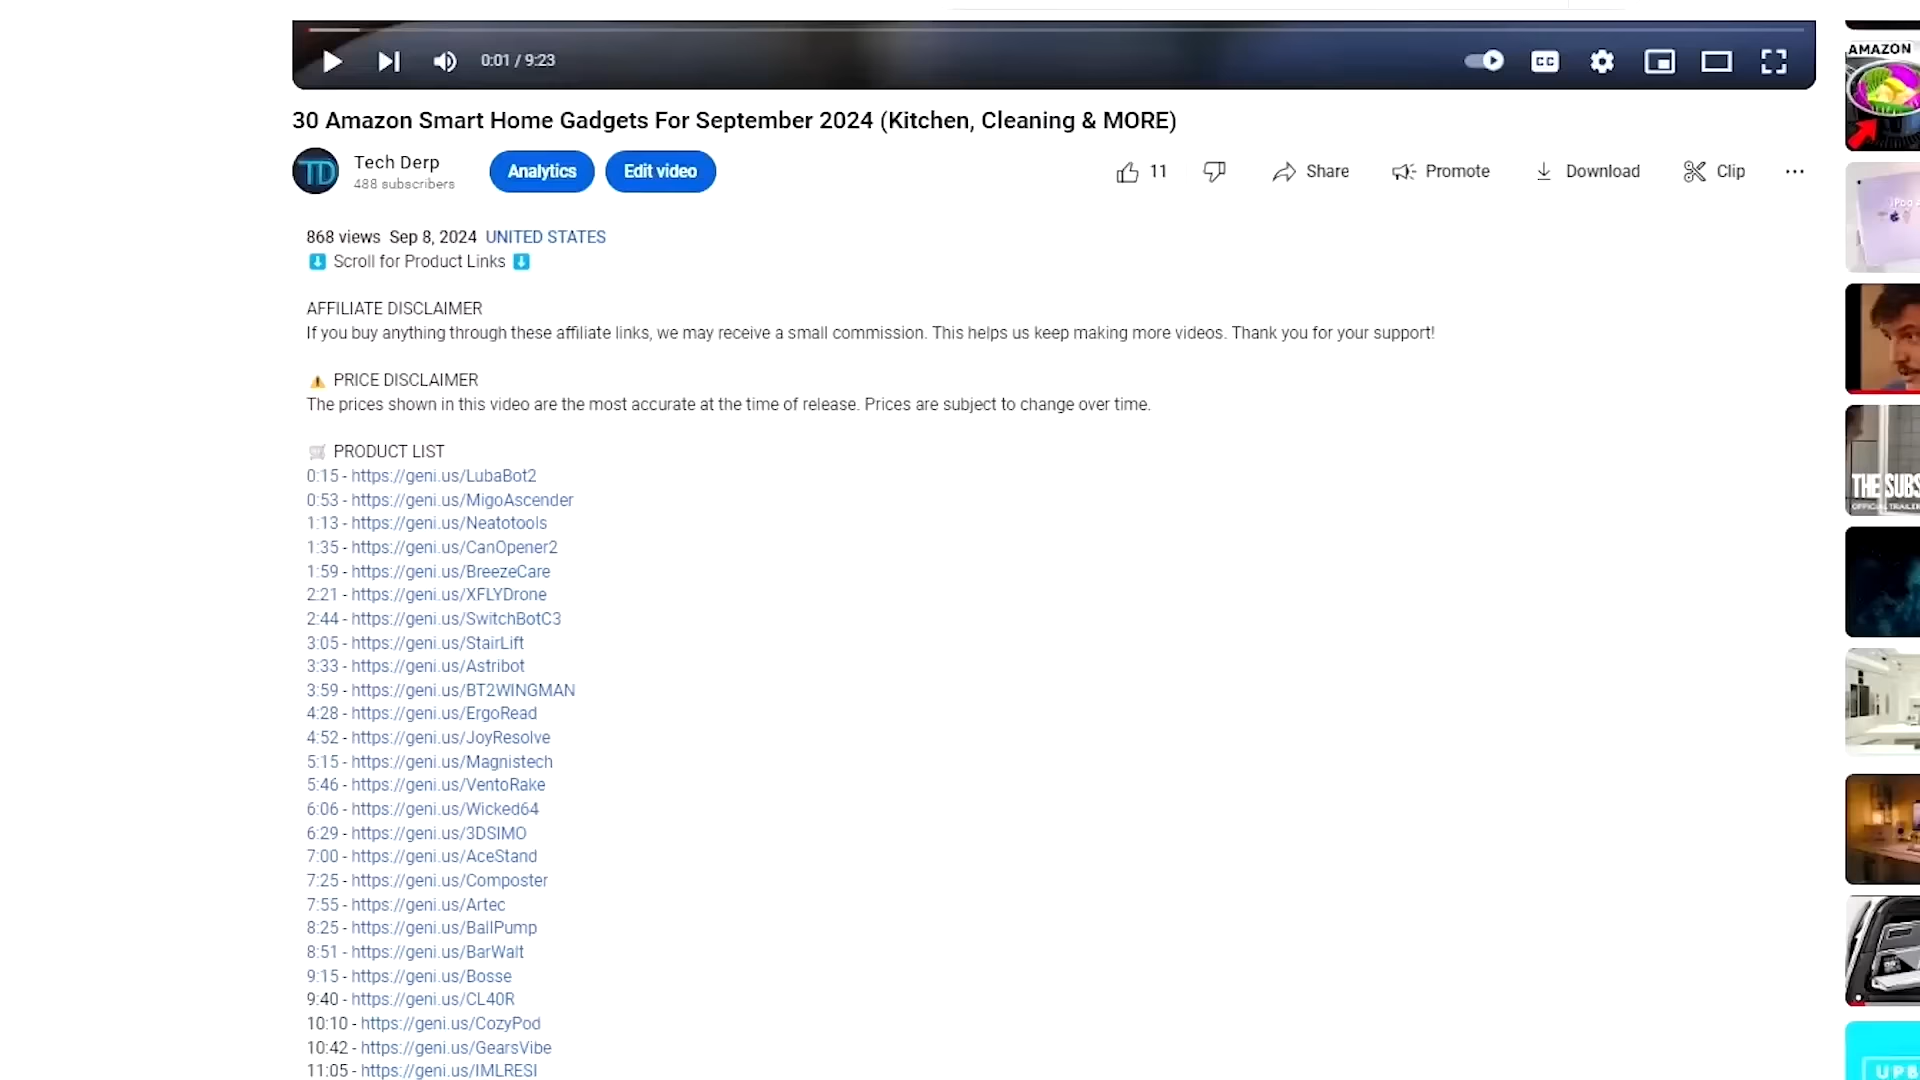 0:01 / 9:23
CC
30 Amazon Smart Home Gadgets For September 2024 (Kitchen, Cleaning & MORE)
TD
Tech Derp
488 subscribers
Analytics
Edit video
11
Share
Promote
Download
Clip
868 views Sep 8, 2024 UNITED STATES
Scroll for Product Links
AFFILIATE DISCLAIMER
If you buy anything through these affiliate links, we may receive a small commission. This helps us keep making more videos. Thank you for your support!
PRICE DISCLAIMER
The prices shown in this video are the most accurate at the time of release. Prices are subject to change over time.
PRODUCT LIST
0:15 - https://geni.us/LubaBot2
0:53 - https://geni.us/MigoAscender
1:13 - https://geni.us/Neatotools
1:35 - https://geni.us/CanOpener2
1:59 - https://geni.us/BreezeCare
2:21 - https://geni.us/XFLYDrone
2:44 - https://geni.us/SwitchBotC3
3:05 - https://geni.us/StairLift
3:33 - https://geni.us/Astribot
3:59 - https://geni.us/BT2WINGMAN
4:28 - https://geni.us/ErgoRead
4:52 - https://geni.us/JoyResolve
5:15 - https://geni.us/Magnistech
5:46 - https://geni.us/VentoRake
6:06 - https://geni.us/Wicked64
6:29 - https://geni.us/3DSIMO
7:00 - https://geni.us/AceStand
7:25 - https://geni.us/Composter
7:55 - https://geni.us/Artec
8:25 - https://geni.us/BallPump
8:51 - https://geni.us/BarWalt
9:15 - https://geni.us/Bosse
9:40 - https://geni.us/CL40R
10:10 - https://geni.us/CozyPod
10:42 - https://geni.us/GearsVibe
11:05 - https://geni.us/IMLRESI
AMAZON
iPad
THE SUBS
OFFICIAL TRAILER